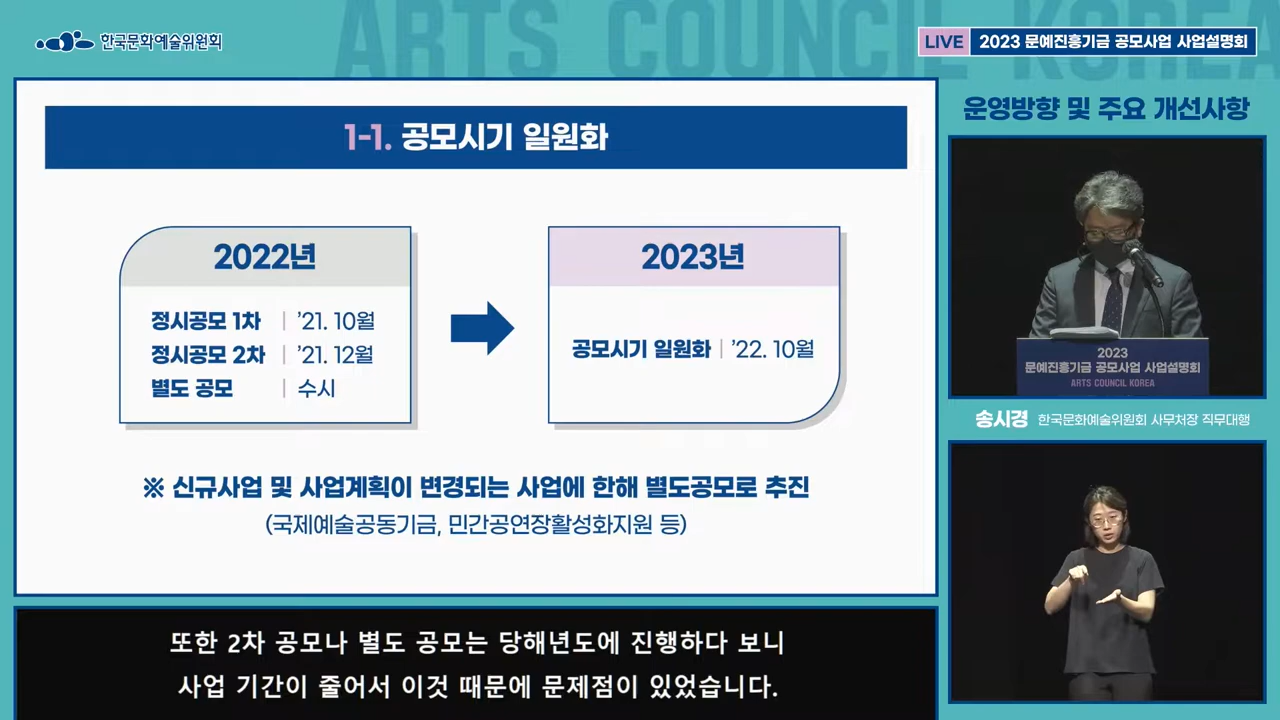 ARTS COUNCIL KOREA
한국문화예술위원회
LIVE 2023 문예진흥기금 공모사업 사업설명회
1-1. 공모시기 일원화
2022년
정시공모 1차 | ’21. 10월
정시공모 2차 | ’21. 12월
별도 공모 | 수시
2023년
공모시기 일원화 | ’22. 10월
※ 신규사업 및 사업계획이 변경되는 사업에 한해 별도공모로 추진
(국제예술공동기금, 민간공연장활성화지원 등)
운영방향 및 주요 개선사항
2023
문예진흥기금 공모사업 사업설명회
ARTS COUNCIL KOREA
송시경 한국문화예술위원회 사무처장 직무대행
또한 2차 공모나 별도 공모는 당해년도에 진행하다 보니
사업 기간이 줄어서 이것 때문에 문제점이 있었습니다.